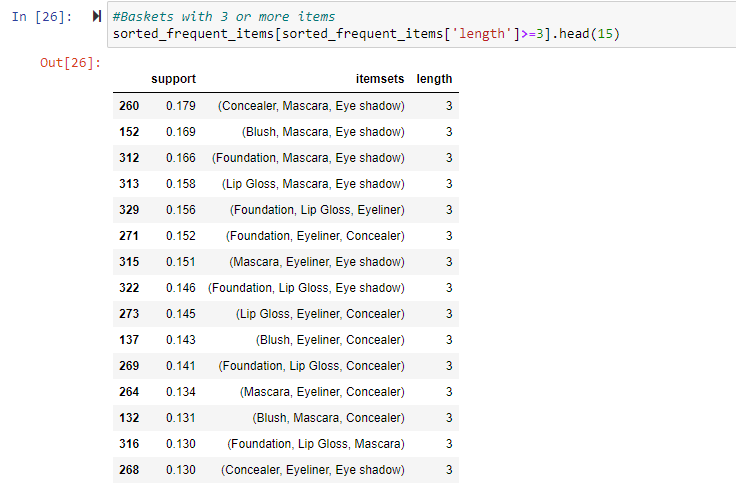 In [26]: #Baskets with 3 or more items
sorted_frequent_items[sorted_frequent_items['length']>=3].head(15)
Out[26]:
support itemsets length
260 0.179 (Concealer, Mascara, Eye shadow) 3
152 0.169 (Blush, Mascara, Eye shadow) 3
312 0.166 (Foundation, Mascara, Eye shadow) 3
313 0.158 (Lip Gloss, Mascara, Eye shadow) 3
329 0.156 (Foundation, Lip Gloss, Eyeliner) 3
271 0.152 (Foundation, Eyeliner, Concealer) 3
315 0.151 (Mascara, Eyeliner, Eye shadow) 3
322 0.146 (Foundation, Lip Gloss, Eye shadow) 3
273 0.145 (Lip Gloss, Eyeliner, Concealer) 3
137 0.143 (Blush, Eyeliner, Concealer) 3
269 0.141 (Foundation, Lip Gloss, Concealer) 3
264 0.134 (Mascara, Eyeliner, Concealer) 3
132 0.131 (Blush, Mascara, Concealer) 3
316 0.130 (Foundation, Lip Gloss, Mascara) 3
268 0.130 (Concealer, Eyeliner, Eye shadow) 3